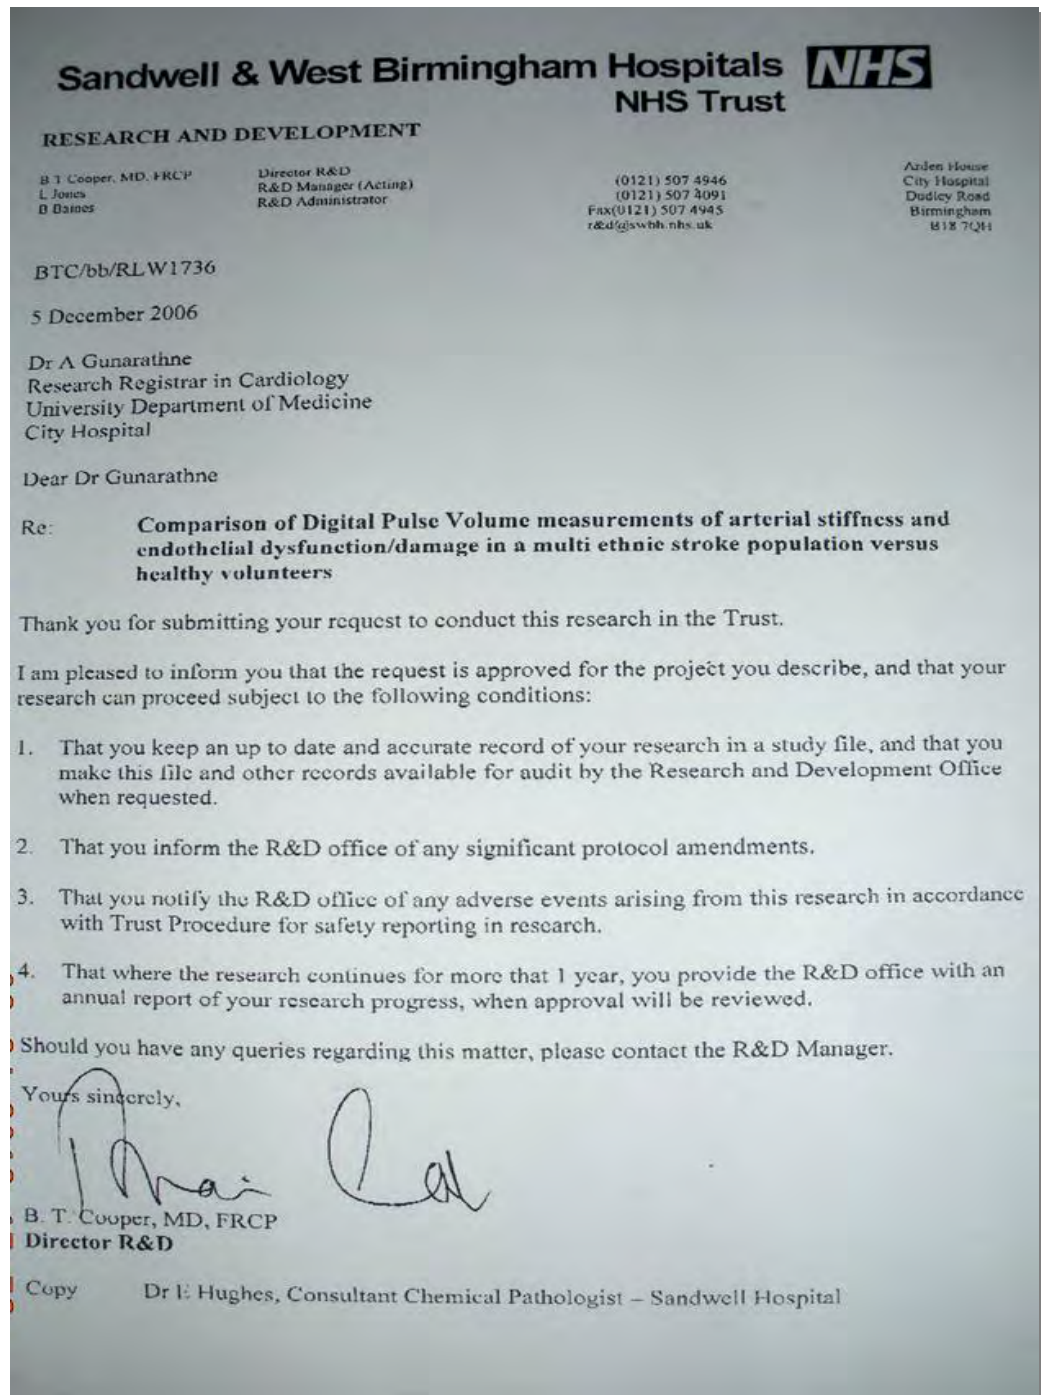 Sandwell & West Birmingham Hospitals NHS
NHS Trust
RESEARCH AND DEVELOPMENT
B T Cooper, MD, FRCP
L Jones
B Baines
Director R&D
R&D Manager (Acting)
R&D Administrator
(0121) 507 4946
(0121) 507 4091
Fax(0121) 507 4945
r&d@swbh.nhs.uk
Arden House
City Hospital
Dudley Road
Birmingham
B18 7QH
BTC/bb/RLW1736
5 December 2006
Dr A Gunarathne
Research Registrar in Cardiology
University Department of Medicine
City Hospital
Dear Dr Gunarathne
Re: Comparison of Digital Pulse Volume measurements of arterial stiffness and
endothelial dysfunction/damage in a multi ethnic stroke population versus
healthy volunteers
Thank you for submitting your request to conduct this research in the Trust.
I am pleased to inform you that the request is approved for the project you describe, and that your
research can proceed subject to the following conditions:
1. That you keep an up to date and accurate record of your research in a study file, and that you
make this file and other records available for audit by the Research and Development Office
when requested.
2. That you inform the R&D office of any significant protocol amendments.
3. That you notify the R&D office of any adverse events arising from this research in accordance
with Trust Procedure for safety reporting in research.
4. That where the research continues for more that 1 year, you provide the R&D office with an
annual report of your research progress, when approval will be reviewed.
Should you have any queries regarding this matter, please contact the R&D Manager.
Yours sincerely,
B. T. Cooper, MD, FRCP
Director R&D
Copy Dr E Hughes, Consultant Chemical Pathologist – Sandwell Hospital